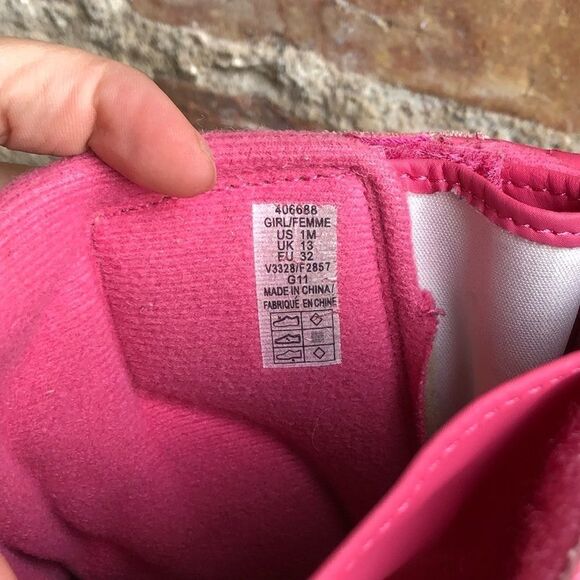 406688
GIRL/FEMME
US 1M
UK 13
EU 32
V3328/F2857
G11
MADE IN CHINA/
FABRIQUÉ EN CHINE